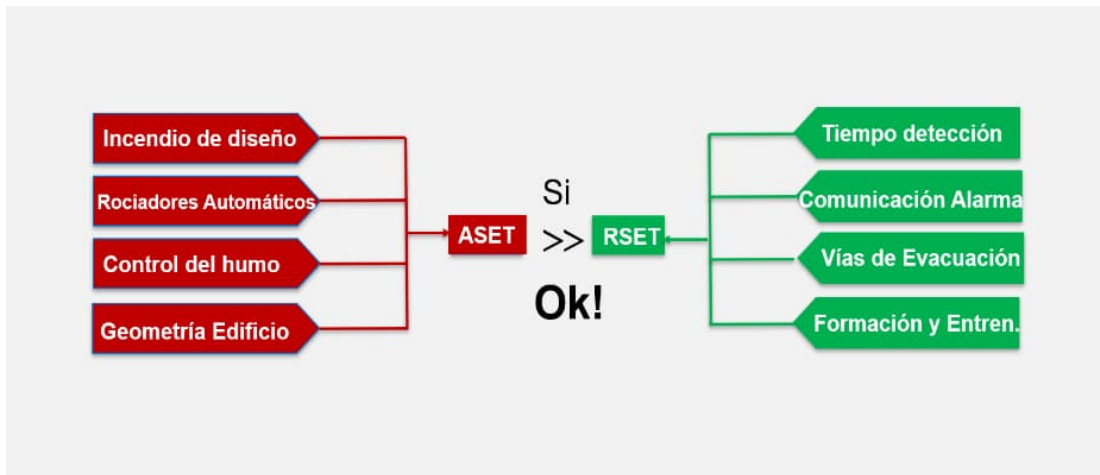 Incendio de diseño
Rociadores Automáticos
Control del humo
Geometría Edificio
ASET
Si
>>
Ok!
RSET
Tiempo detección
Comunicación Alarma
Vías de Evacuación
Formación y Entren.